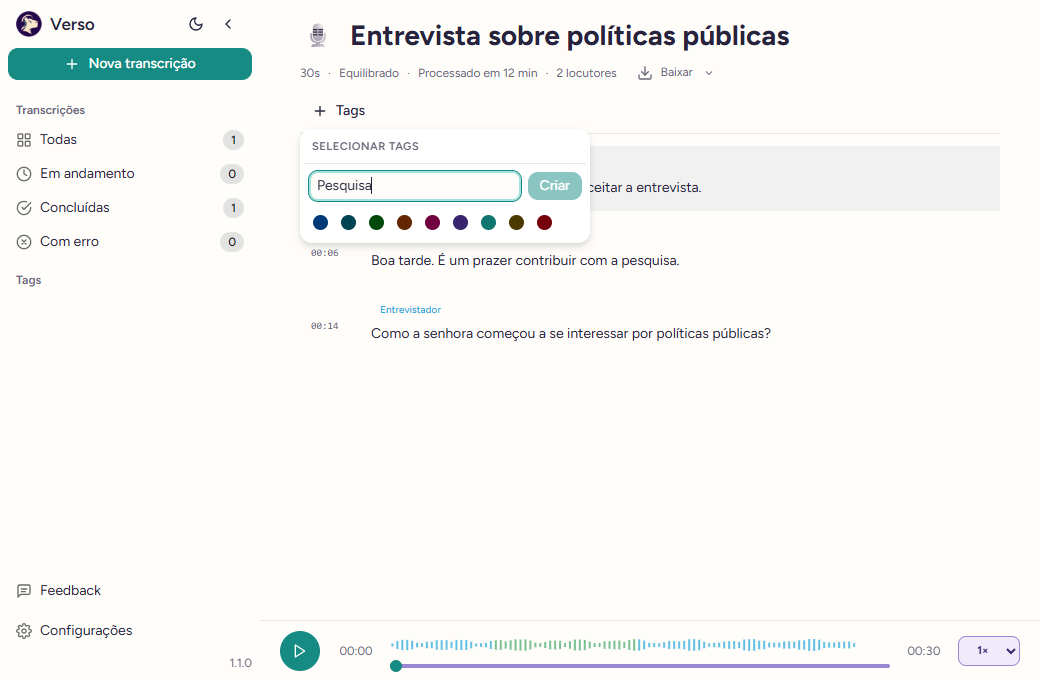 Verso
Nova transcrição
Transcrições
Todas 1
Em andamento 0
Concluídas 1
Com erro 0
Tags
Feedback
Configurações
1.1.0
Entrevista sobre políticas públicas
30s · Equilibrado · Processado em 12 min · 2 locutores Baixar
Tags
SELECIONAR TAGS
Pesquisa Criar
ceitar a entrevista.
00:06 Boa tarde. É um prazer contribuir com a pesquisa.
Entrevistador
00:14 Como a senhora começou a se interessar por políticas públicas?
00:00 00:30 1×